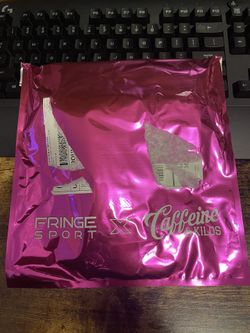 FRINGE
SPORT
X
Caffeine
& KILOS